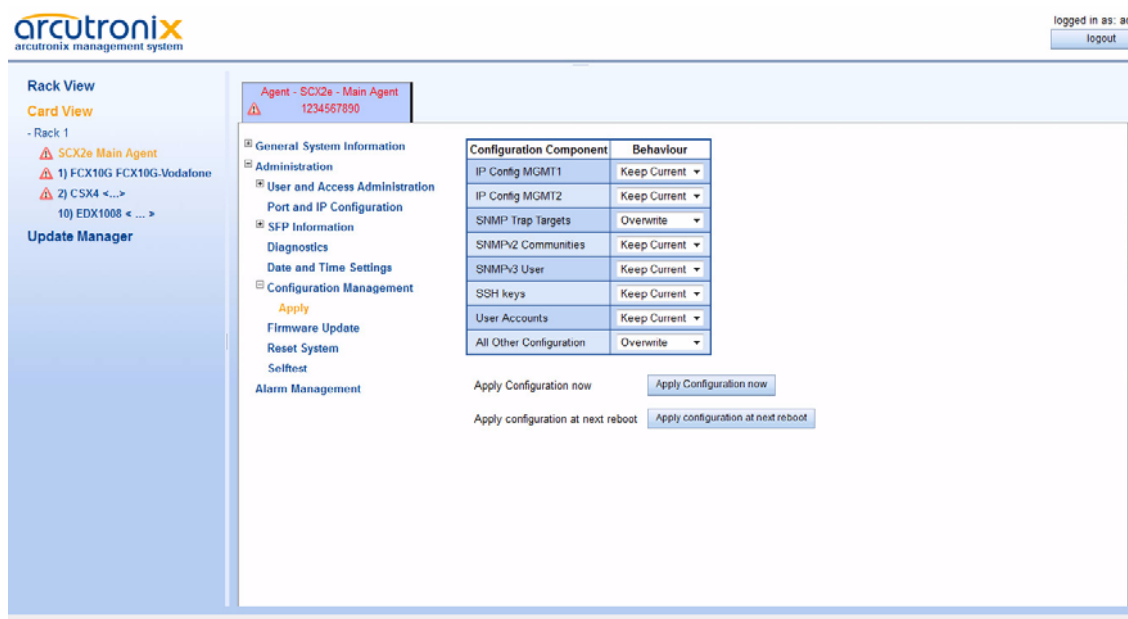 arcutronix
arcutronix management system
logged in as: ad
logout
Rack View
Card View
- Rack 1
SCX2e Main Agent
1) FCX10G FCX10G-Vodafone
2) CSX4 <...>
10) EDX1008 < ... >
Update Manager
Agent - SCX2e - Main Agent
1234567890
General System Information
Administration
User and Access Administration
Port and IP Configuration
SFP Information
Diagnostics
Date and Time Settings
Configuration Management
Apply
Firmware Update
Reset System
Selftest
Alarm Management
Configuration Component Behaviour
IP Config MGMT1 Keep Current
IP Config MGMT2 Keep Current
SNMP Trap Targets Overwrite
SNMPv2 Communities Keep Current
SNMPv3 User Keep Current
SSH keys Keep Current
User Accounts Keep Current
All Other Configuration Overwrite
Apply Configuration now Apply Configuration now
Apply configuration at next reboot Apply configuration at next reboot